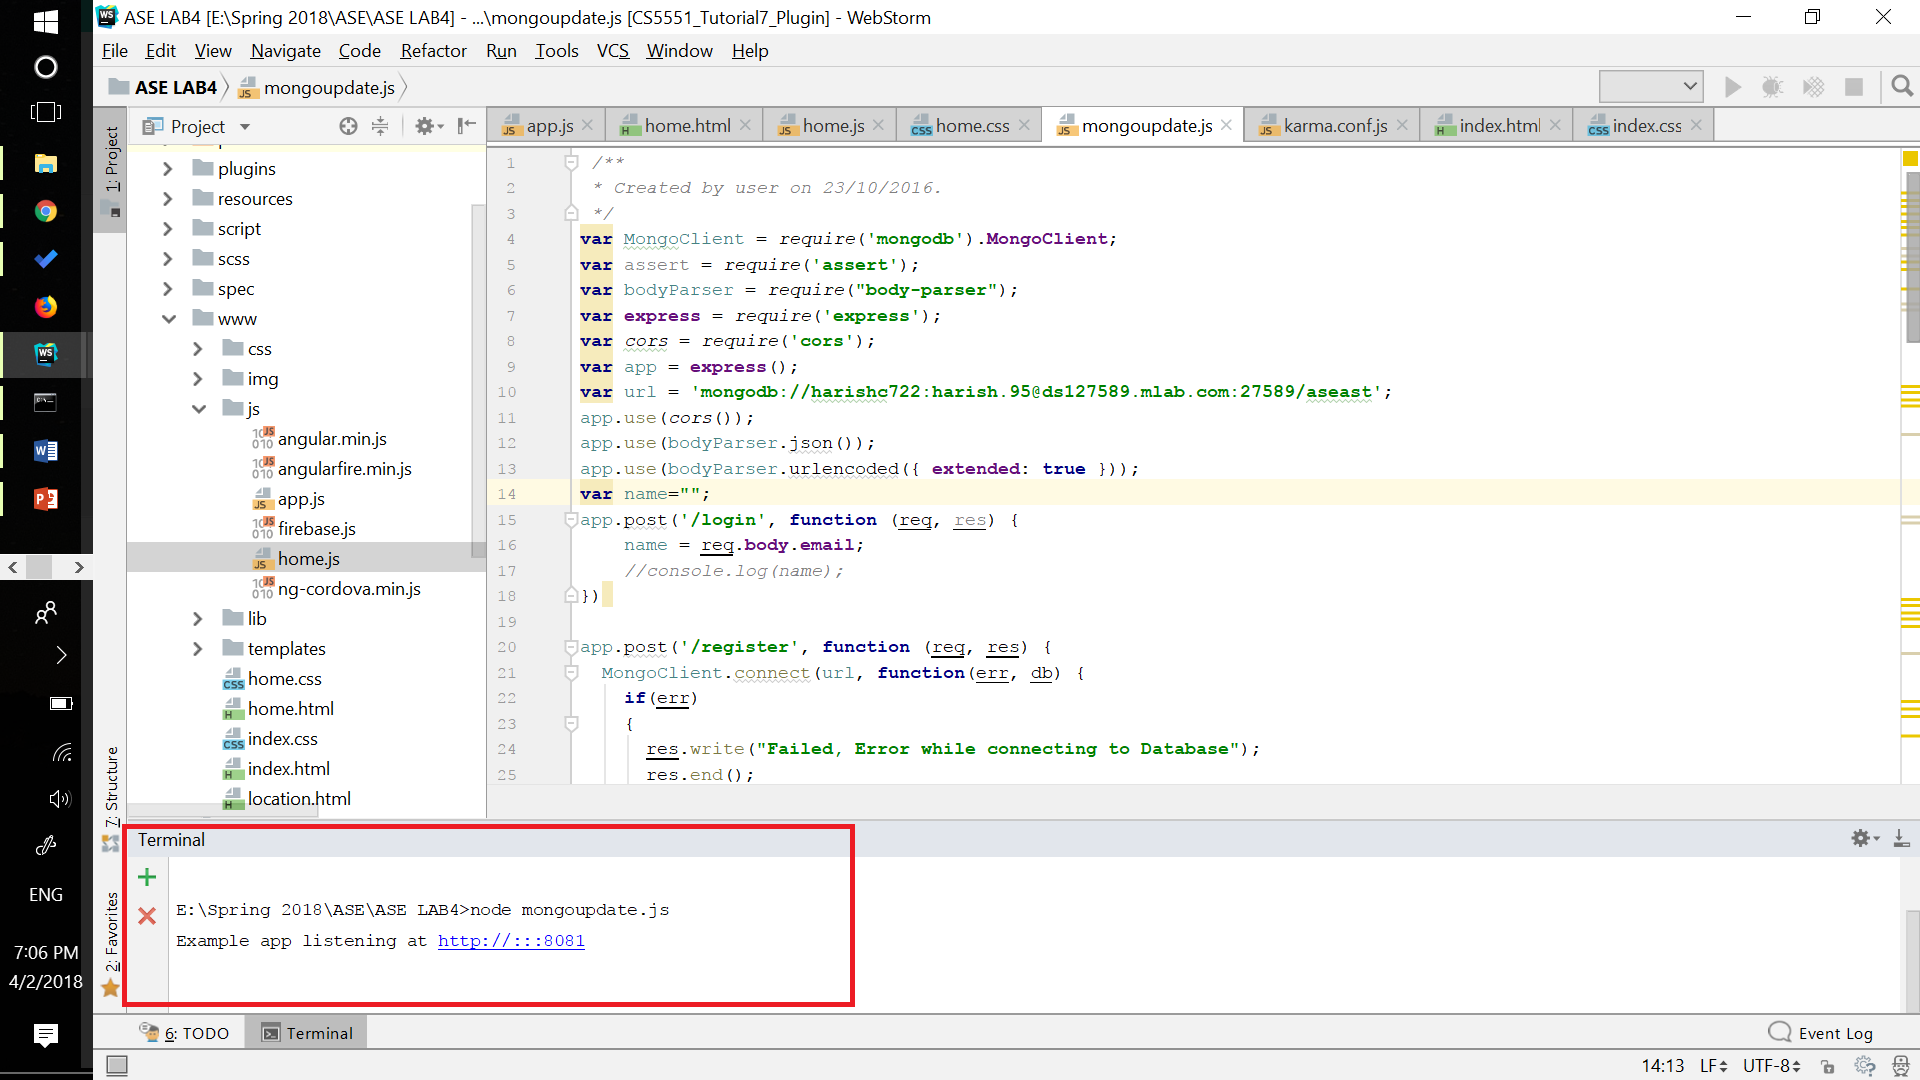 ASE LAB4 [E:\Spring 2018\ASE\ASE LAB4] - ...\mongoupdate.js [CS5551_Tutorial7_Plugin] - WebStorm
File Edit View Navigate Code Refactor Run Tools VCS Window Help
ASE LAB4 mongoupdate.js
Project
app.js home.html home.js home.css mongoupdate.js karma.conf.js index.html index.css
1: Project
plugins
resources
script
scss
spec
www
css
img
js
angular.min.js
angularfire.min.js
app.js
firebase.js
home.js
ng-cordova.min.js
lib
templates
home.css
home.html
index.css
index.html
location.html
7: Structure
2: Favorites
1 /**
2 * Created by user on 23/10/2016.
3 */
4 var MongoClient = require('mongodb').MongoClient;
5 var assert = require('assert');
6 var bodyParser = require("body-parser");
7 var express = require('express');
8 var cors = require('cors');
9 var app = express();
10 var url = 'mongodb://harishc722:harish.95@ds127589.mlab.com:27589/aseast';
11 app.use(cors());
12 app.use(bodyParser.json());
13 app.use(bodyParser.urlencoded({ extended: true }));
14 var name="";
15 app.post('/login', function (req, res) {
16 name = req.body.email;
17 //console.log(name);
18 })
19
20 app.post('/register', function (req, res) {
21 MongoClient.connect(url, function(err, db) {
22 if(err)
23 {
24 res.write("Failed, Error while connecting to Database");
25 res.end();
Terminal
E:\Spring 2018\ASE\ASE LAB4>node mongoupdate.js
Example app listening at http://:::8081
6: TODO Terminal
Event Log
14:13 LF UTF-8
ENG
7:06 PM
4/2/2018